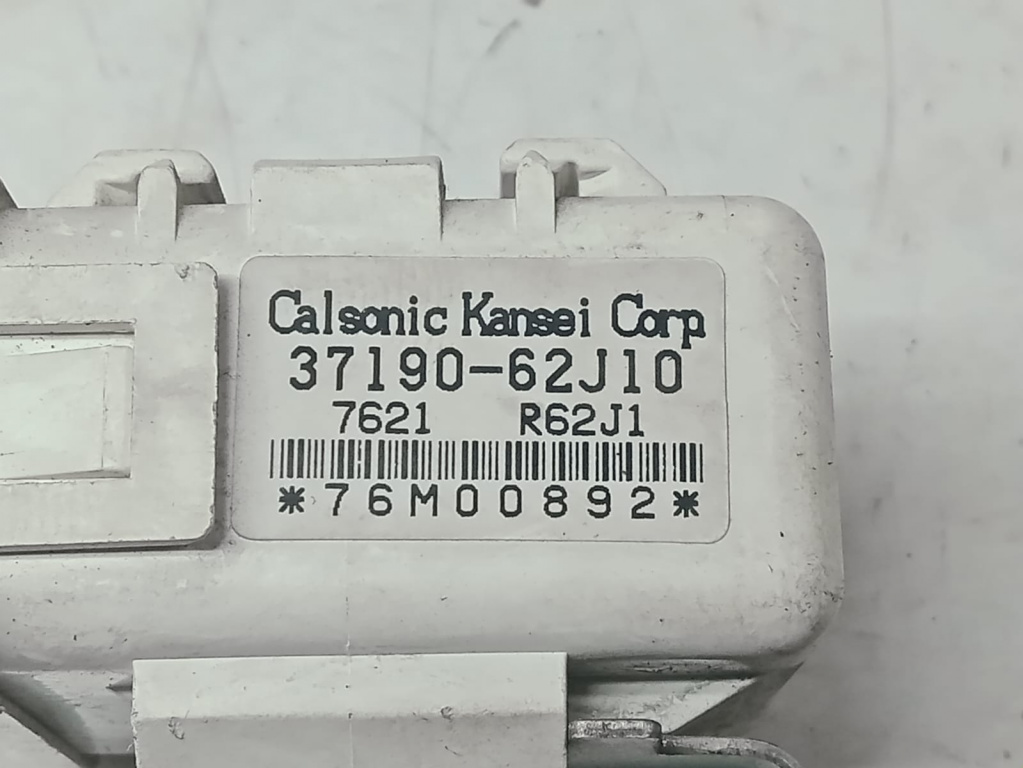 Calsonic Kansei Corp
37190-62J10
7621 R62J1
*76M00892*